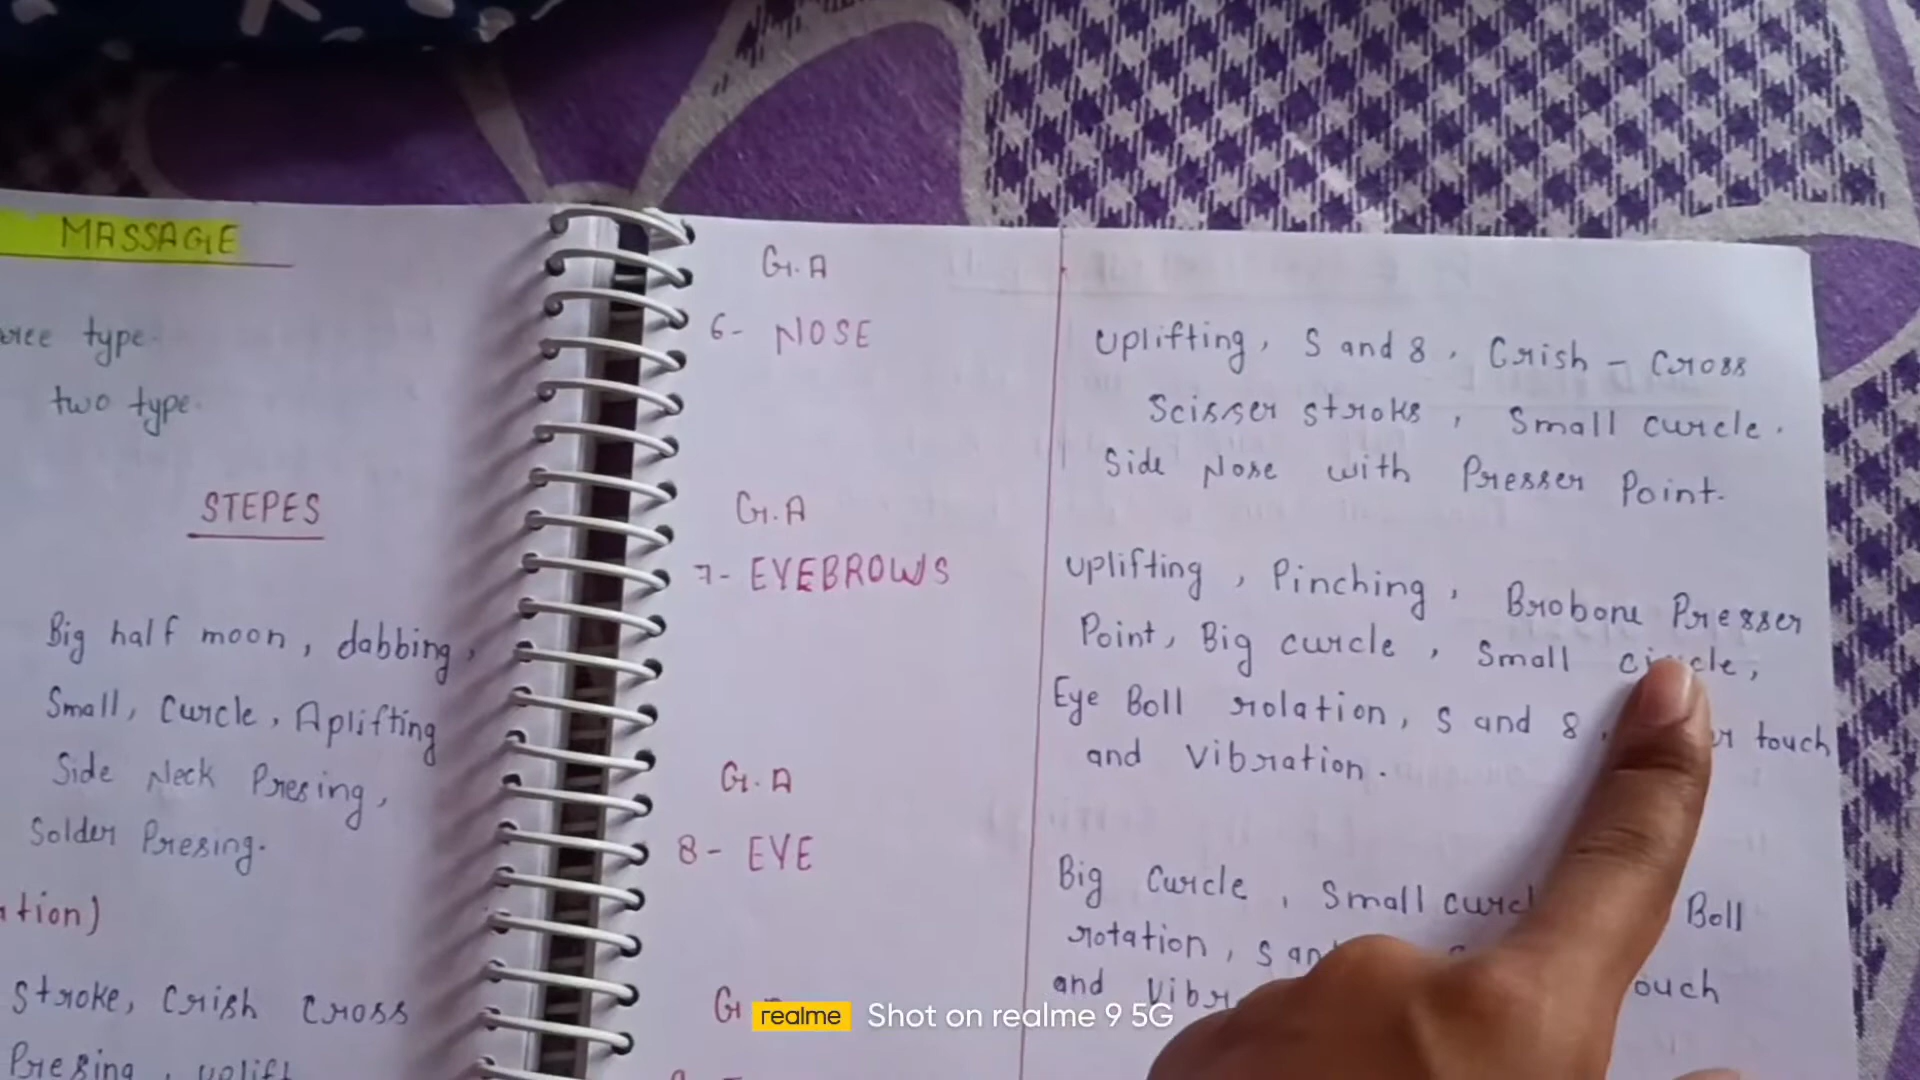 MASSAGE
type
two type.
STEPES
Big half moon, dabbing,
Small, Curcle, Aplifting
Side Neck Presing,
Solder Presing.
Stroke, Crish Cross
Presing, uplift
G.A
6- NOSE
Uplifting, S and 8, Crish - Cross
Scisser stroks, Small curcle.
Side Nose with Presser Point.
G.A
7- EYEBROWS
Uplifting, Pinching, Brobone Presser
Point, Big curcle, Small circle,
Eye Boll rolation, S and 8, touch
and Vibration.
G.A
8- EYE
Big Curcle, Small Boll
rotation, S
and
realme Shot on realme 9 5G